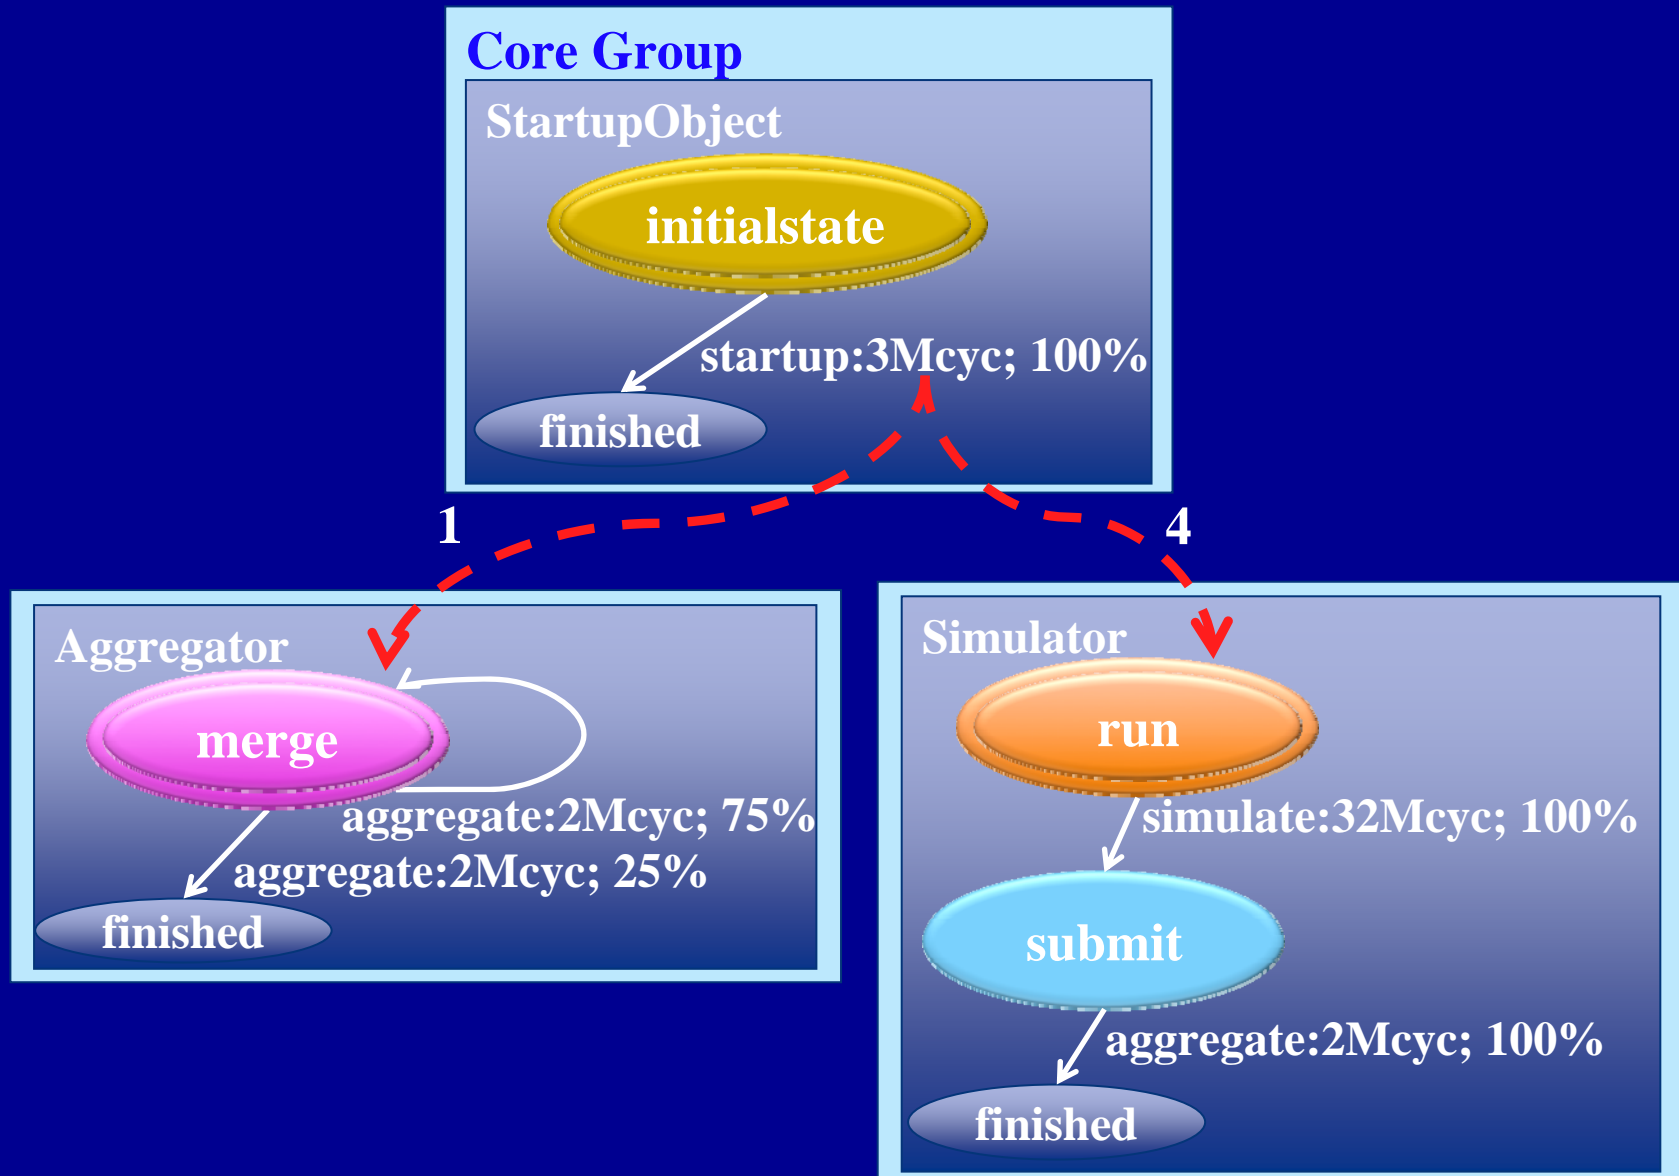 Core Group
StartupObject
initialstate
startup:3Mcyc; 100%
finished
1
4
Aggregator
merge
aggregate:2Mcyc; 75%
aggregate:2Mcyc; 25%
finished
Simulator
run
simulate:32Mcyc; 100%
submit
aggregate:2Mcyc; 100%
finished